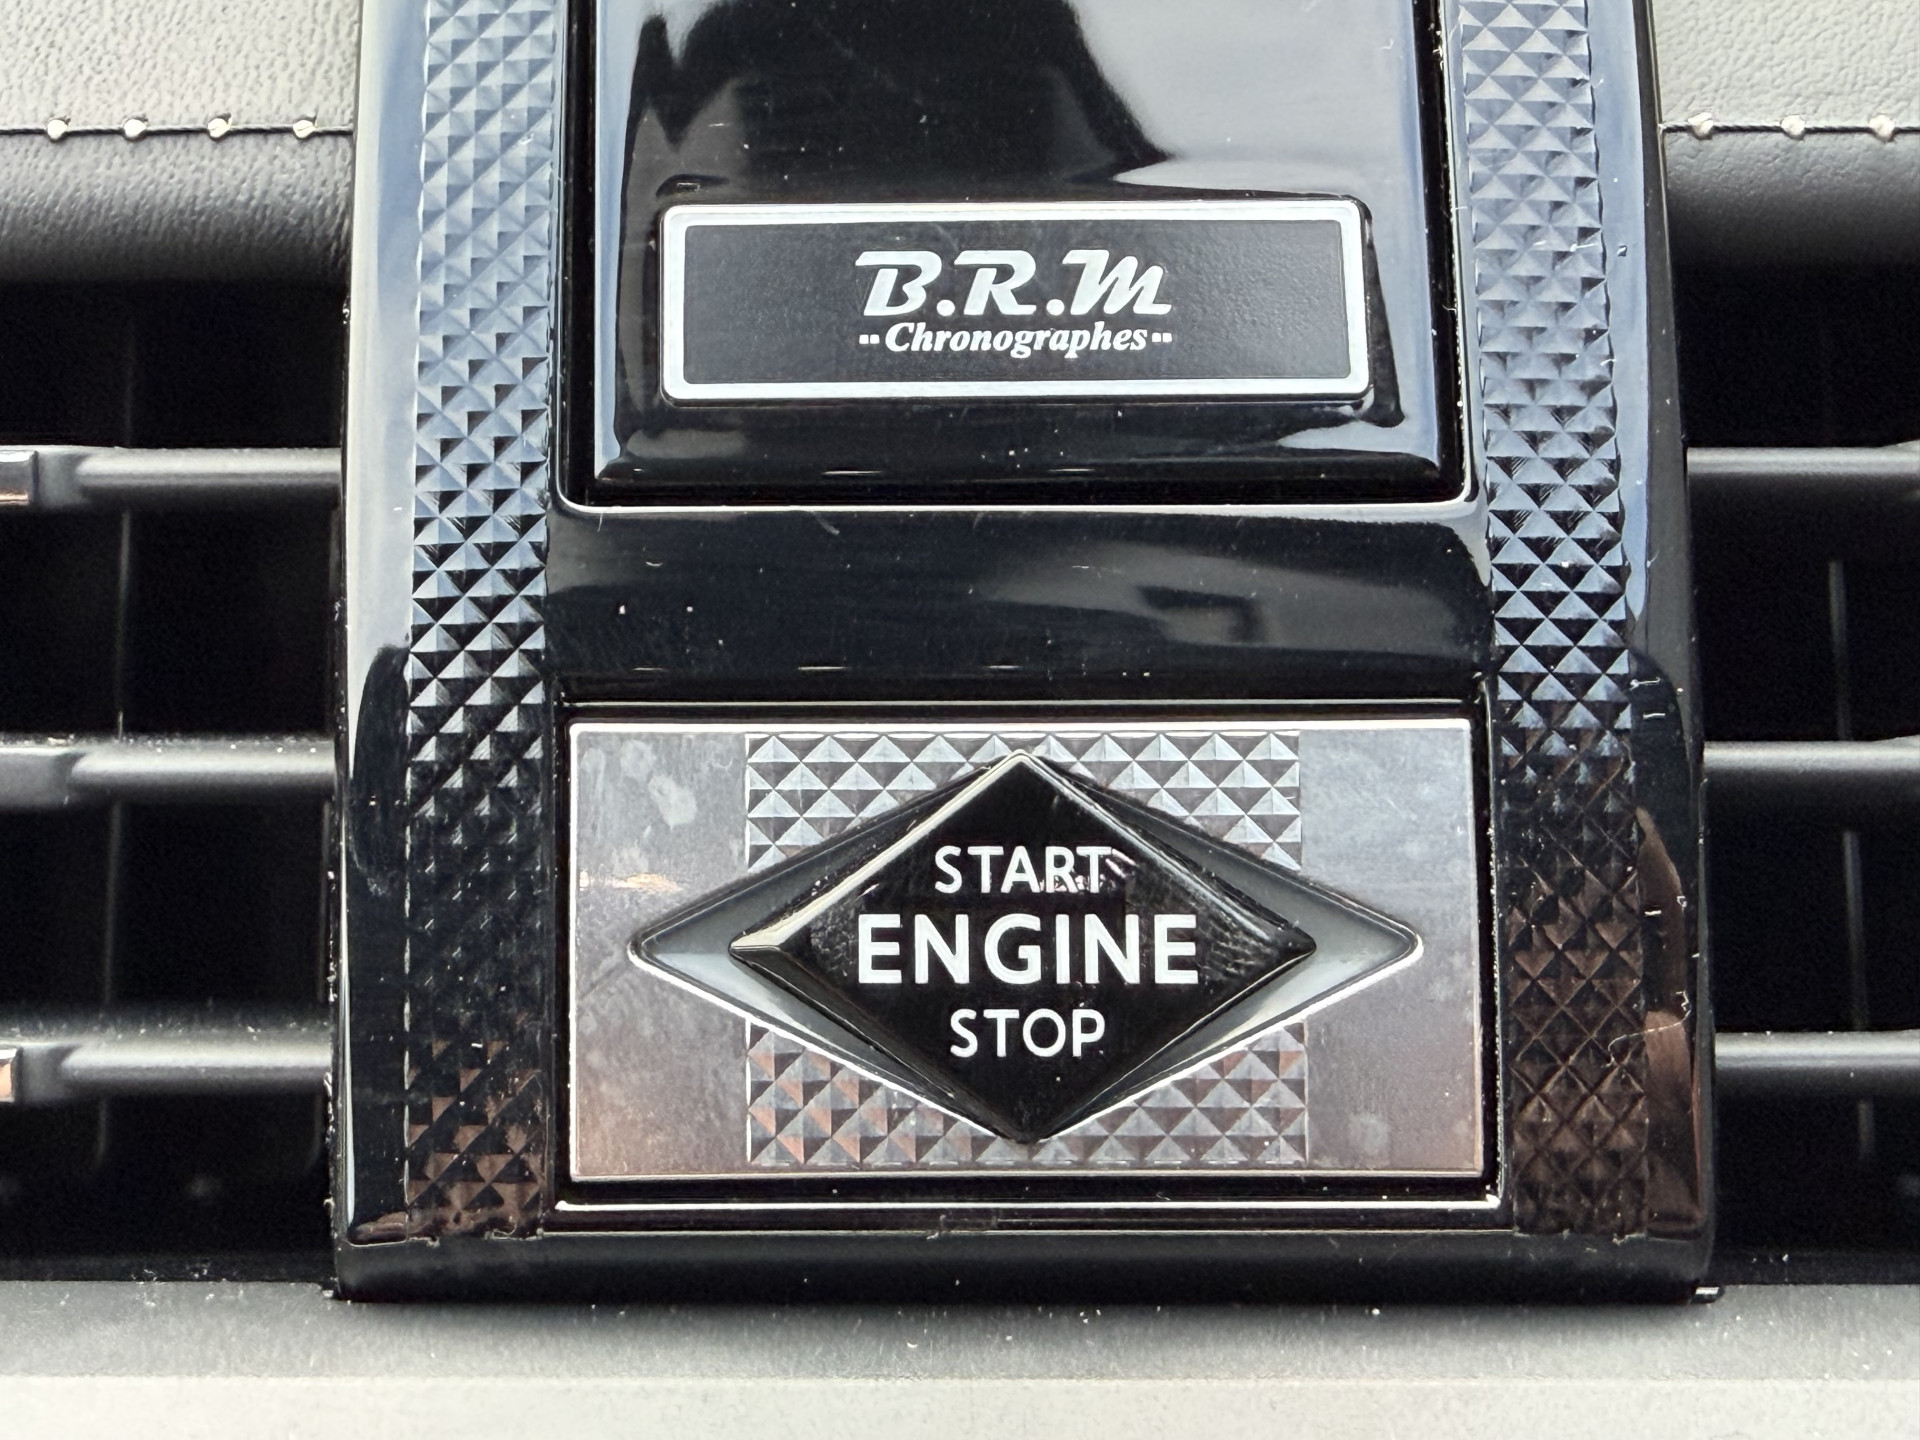 B.R.M
Chronographes
START
ENGINE
STOP